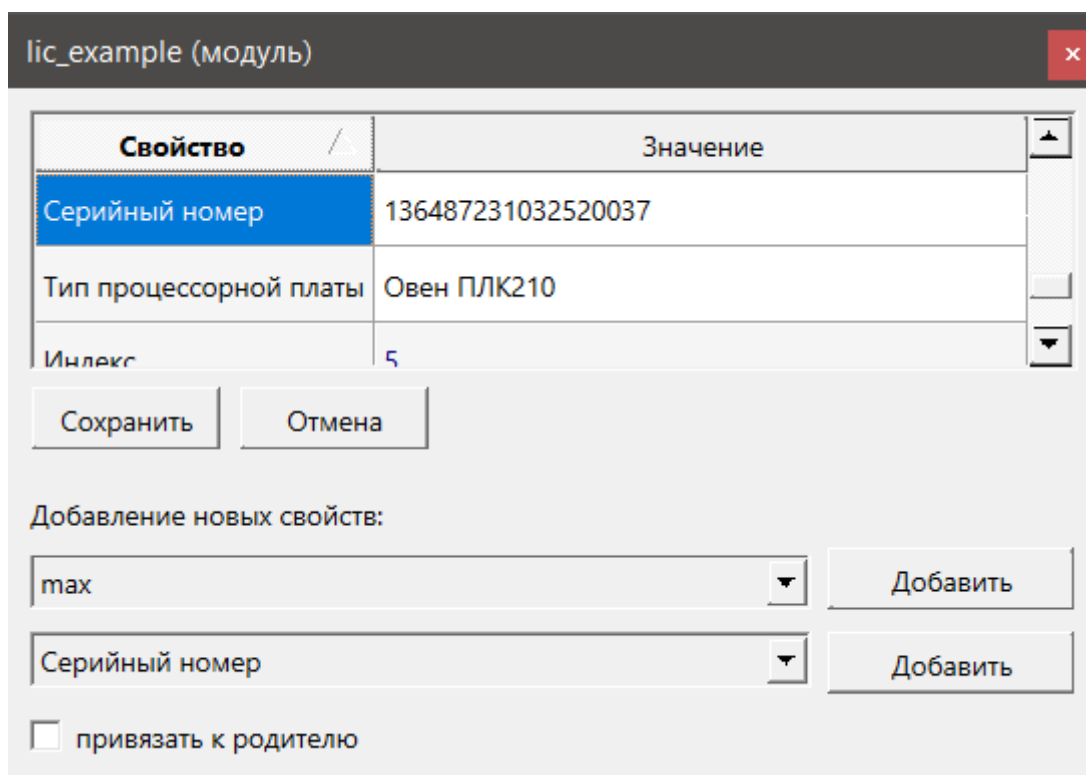 lic_example (модуль)
Свойство Значение
Серийный номер 136487231032520037
Тип процессорной платы Овен ПЛК210
Индекс 5
Сохранить Отмена
Добавление новых свойств:
max Добавить
Серийный номер Добавить
привязать к родителю